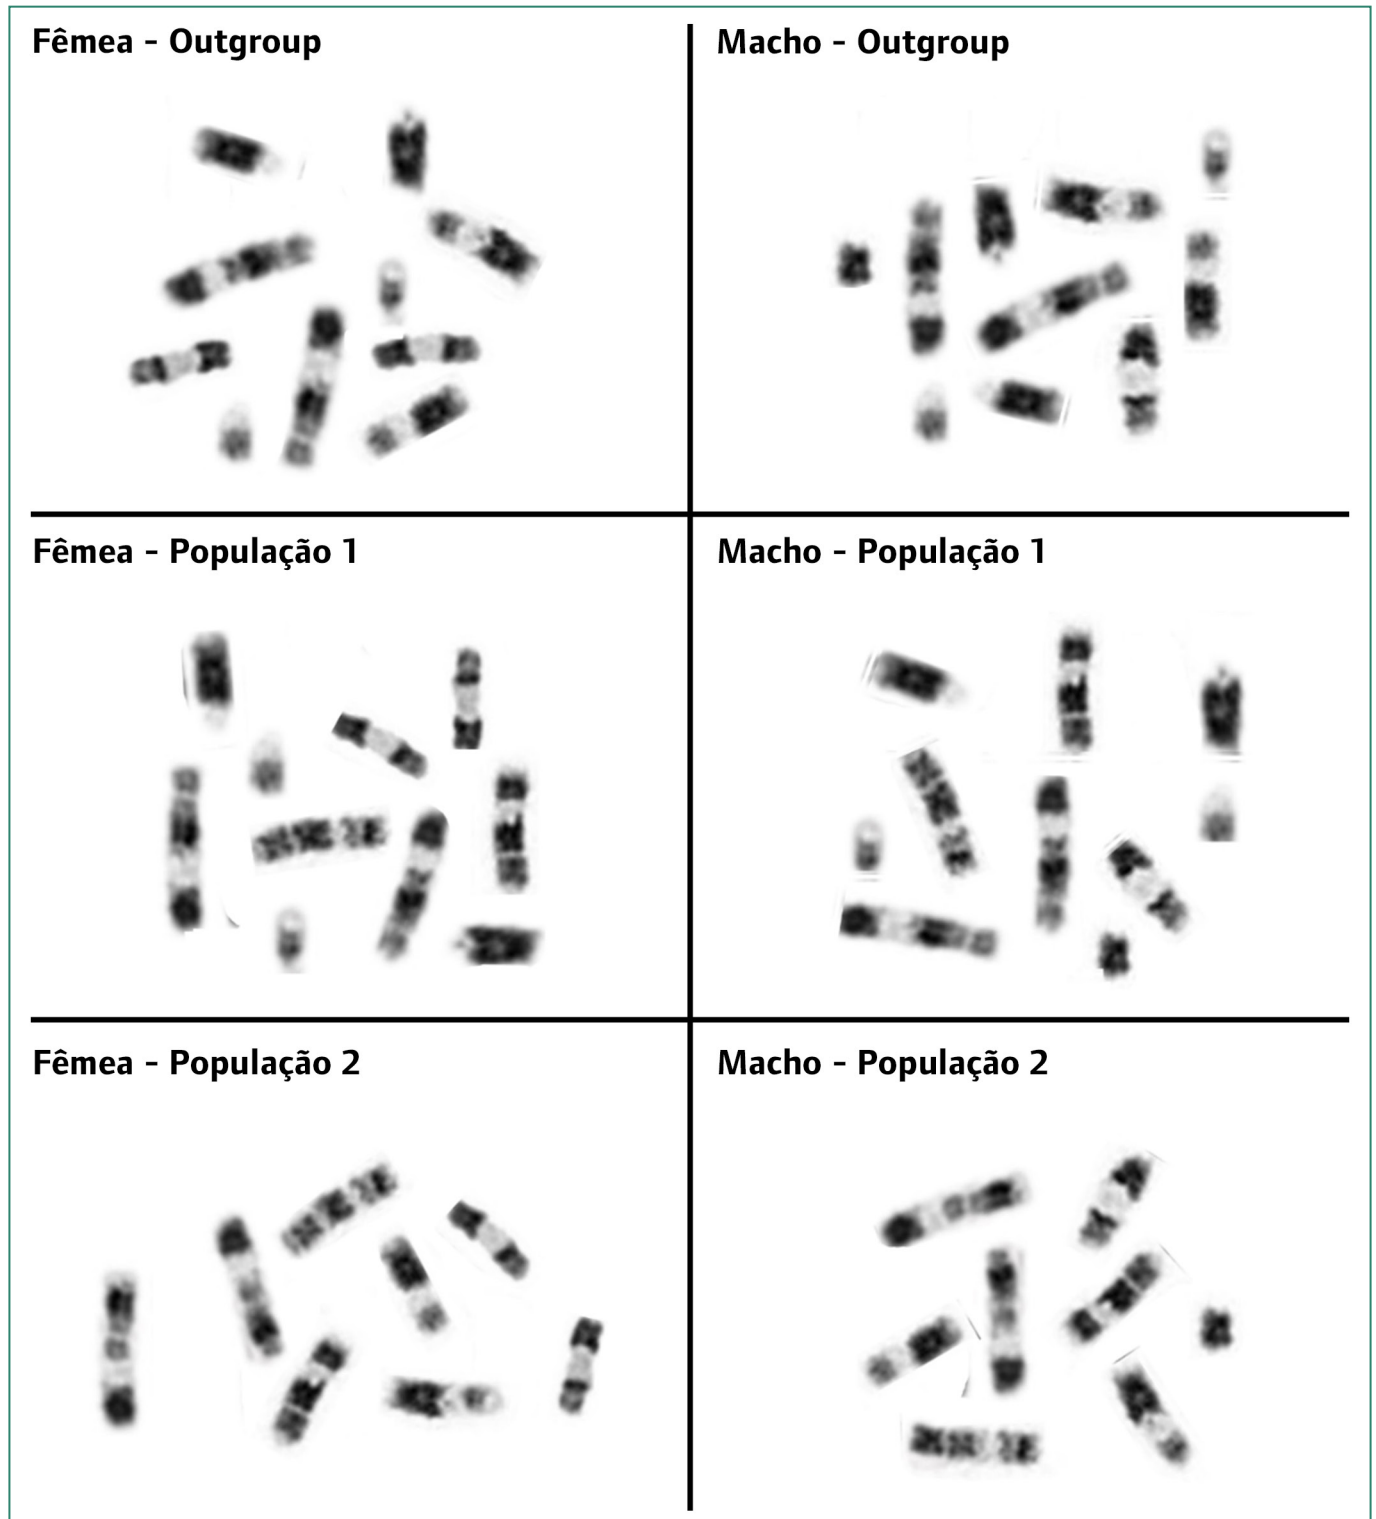 Fêmea - Outgroup
Macho - Outgroup
Fêmea - População 1
Macho - População 1
Fêmea - População 2
Macho - População 2